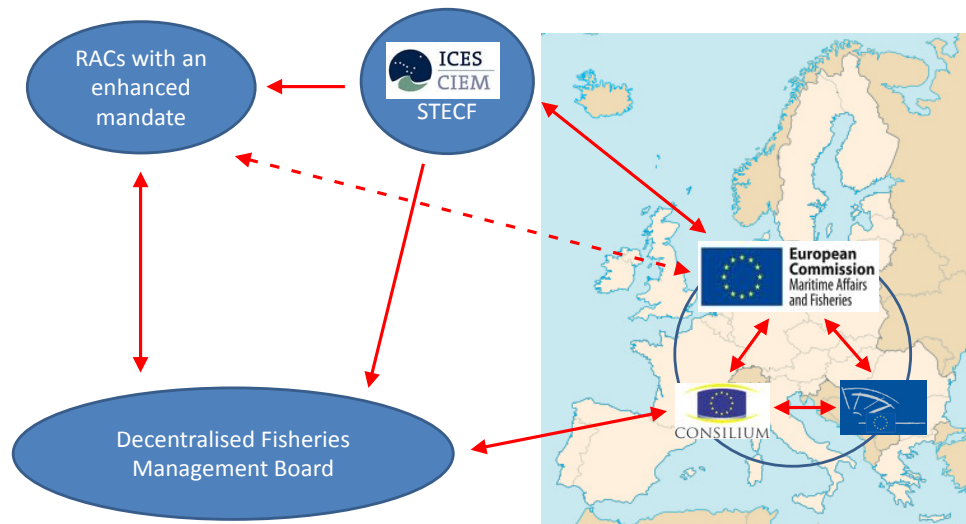 RACs with an
enhanced
mandate
ICES
CIEM
STECF
European
Commission
Maritime Affairs
and Fisheries
CONSILIUM
Decentralised Fisheries
Management Board